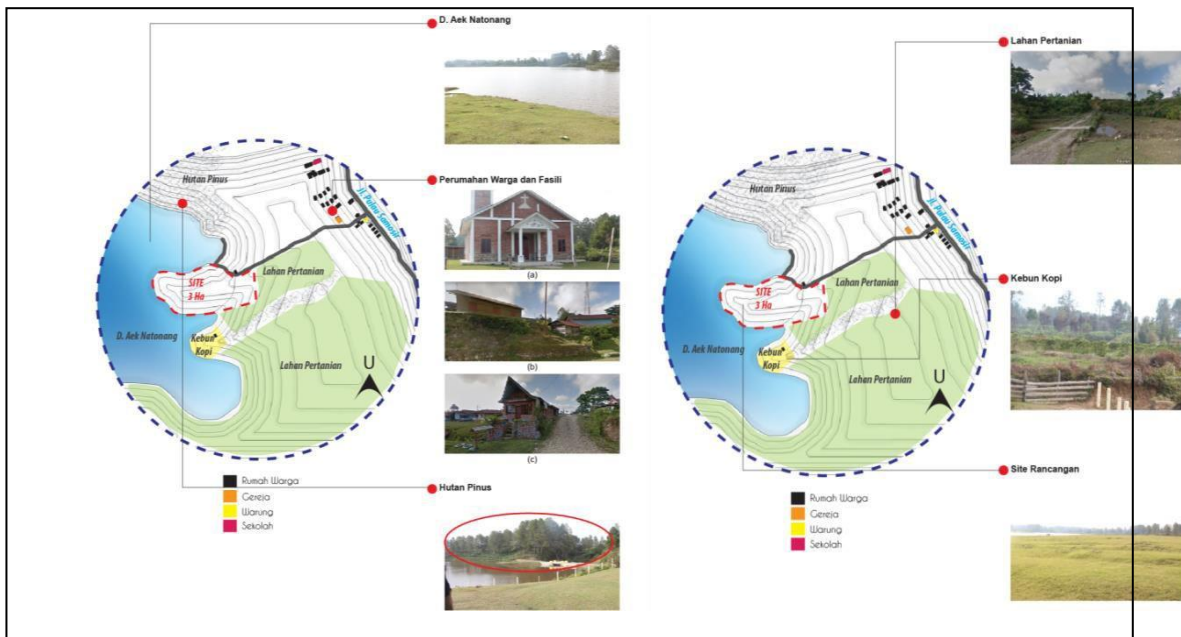 D. Aek Natonang
Perumahan Warga dan Fasili
(a)
(b)
(c)
Hutan Pinus
Hutan Pinus
Jl. Pulau Samosir
Lahan Pertanian
SITE
3 Ha
D. Aek Natonang
Kebun
Kopi
Lahan Pertanian
U
Rumah Warga
Gereja
Warung
Sekolah
Lahan Pertanian
Kebun Kopi
Site Rancangan
Hutan Pinus
Jl. Pulau Samosir
Lahan Pertanian
SITE
3 Ha
D. Aek Natonang
Kebun
Kopi
Lahan Pertanian
U
Rumah Warga
Gereja
Warung
Sekolah